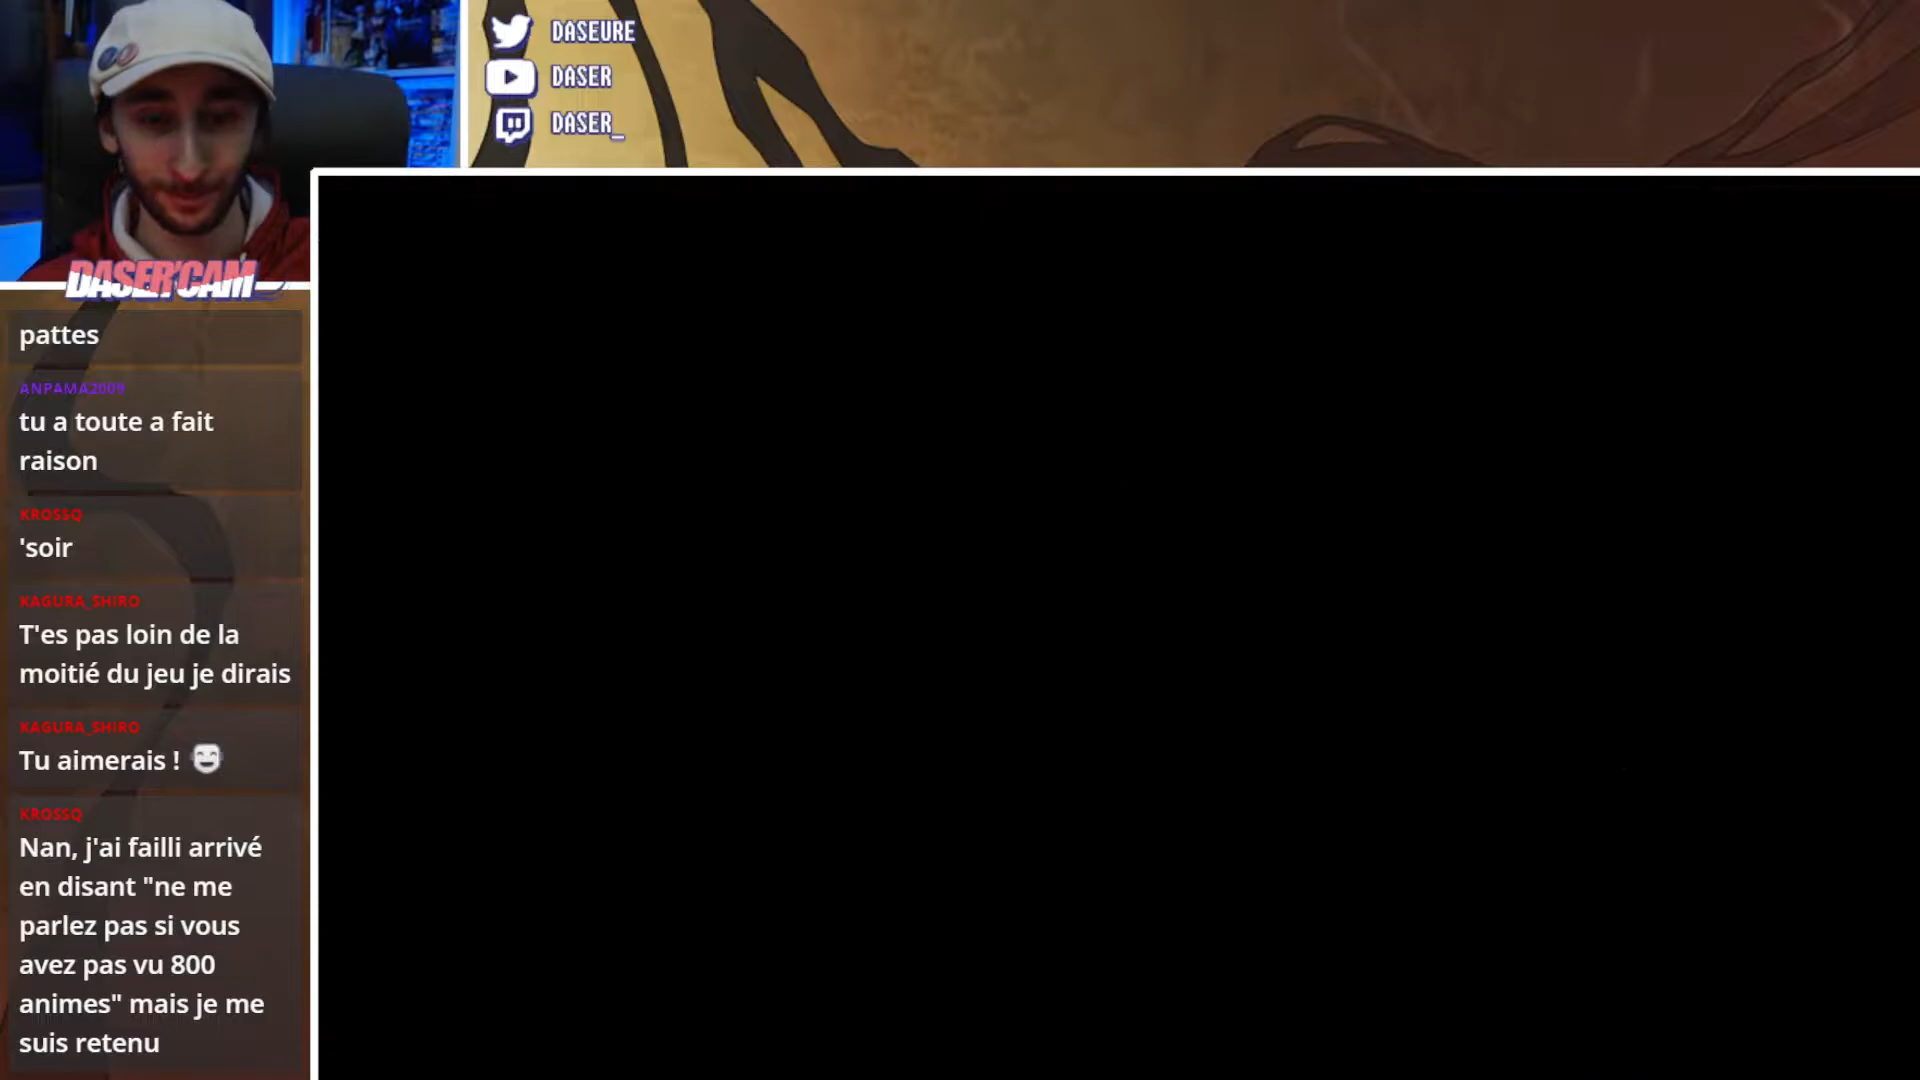 DASEURE
DASER
DASER_
DASER'CAM
pattes
ANPAMA2009
tu a toute a fait
raison
KROSSQ
'soir
KAGURA_SHIRO
T'es pas loin de la
moitié du jeu je dirais
KAGURA_SHIRO
Tu aimerais !
KROSSQ
Nan, j'ai failli arrivé
en disant "ne me
parlez pas si vous
avez pas vu 800
animes" mais je me
suis retenu